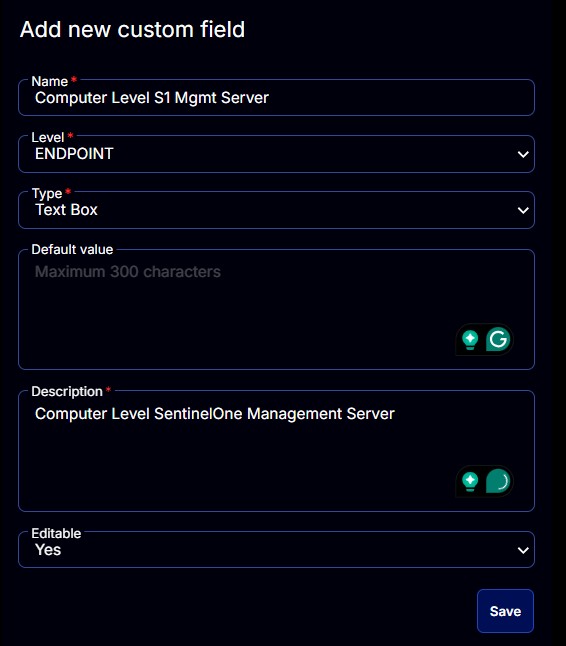 Add new custom field
Name *
Computer Level S1 Mgmt Server
Level *
ENDPOINT
Type *
Text Box
Default value
Maximum 300 characters
Description *
Computer Level SentinelOne Management Server
Editable
Yes
Save